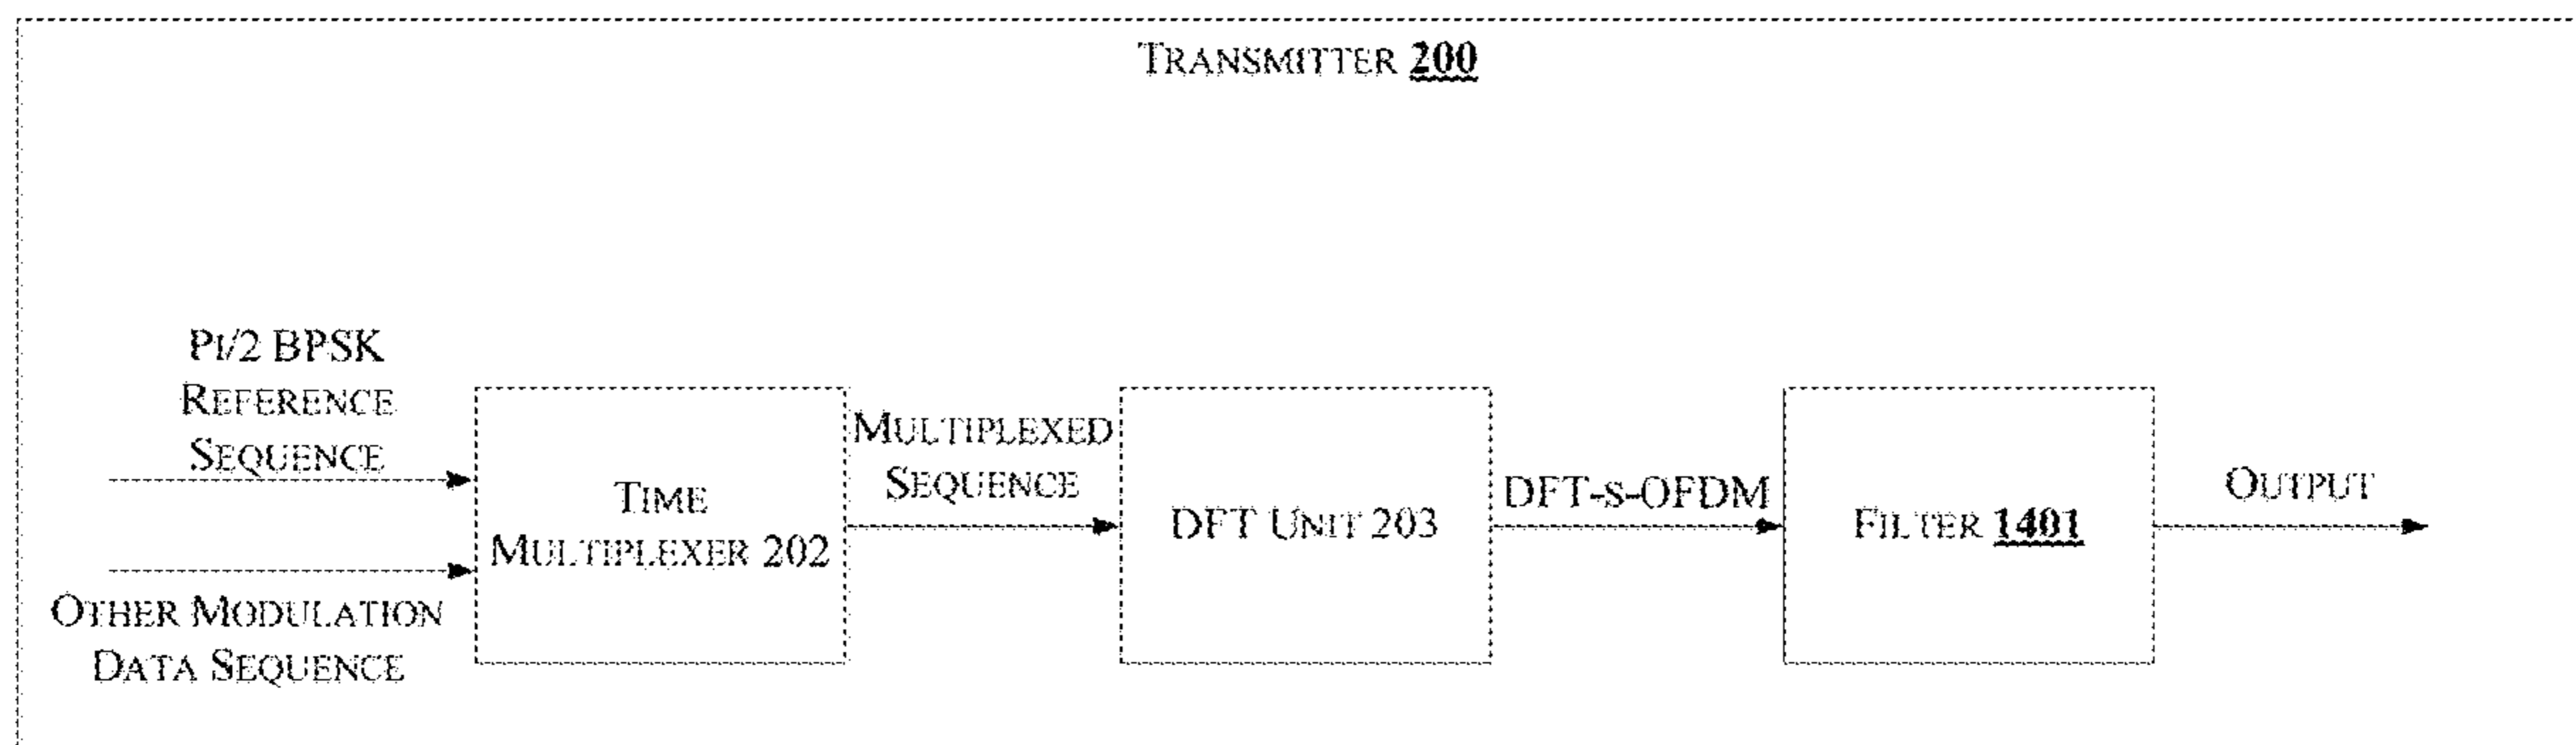 TRANSMITTER 200
PI/2 BPSK
REFERENCE
SEQUENCE
OTHER MODULATION
DATA SEQUENCE
TIME
MULTIPLEXER 202
MULTIPLEXED
SEQUENCE
DFT UNIT 203
DFT-S-OFDM
FILTER 1401
OUTPUT